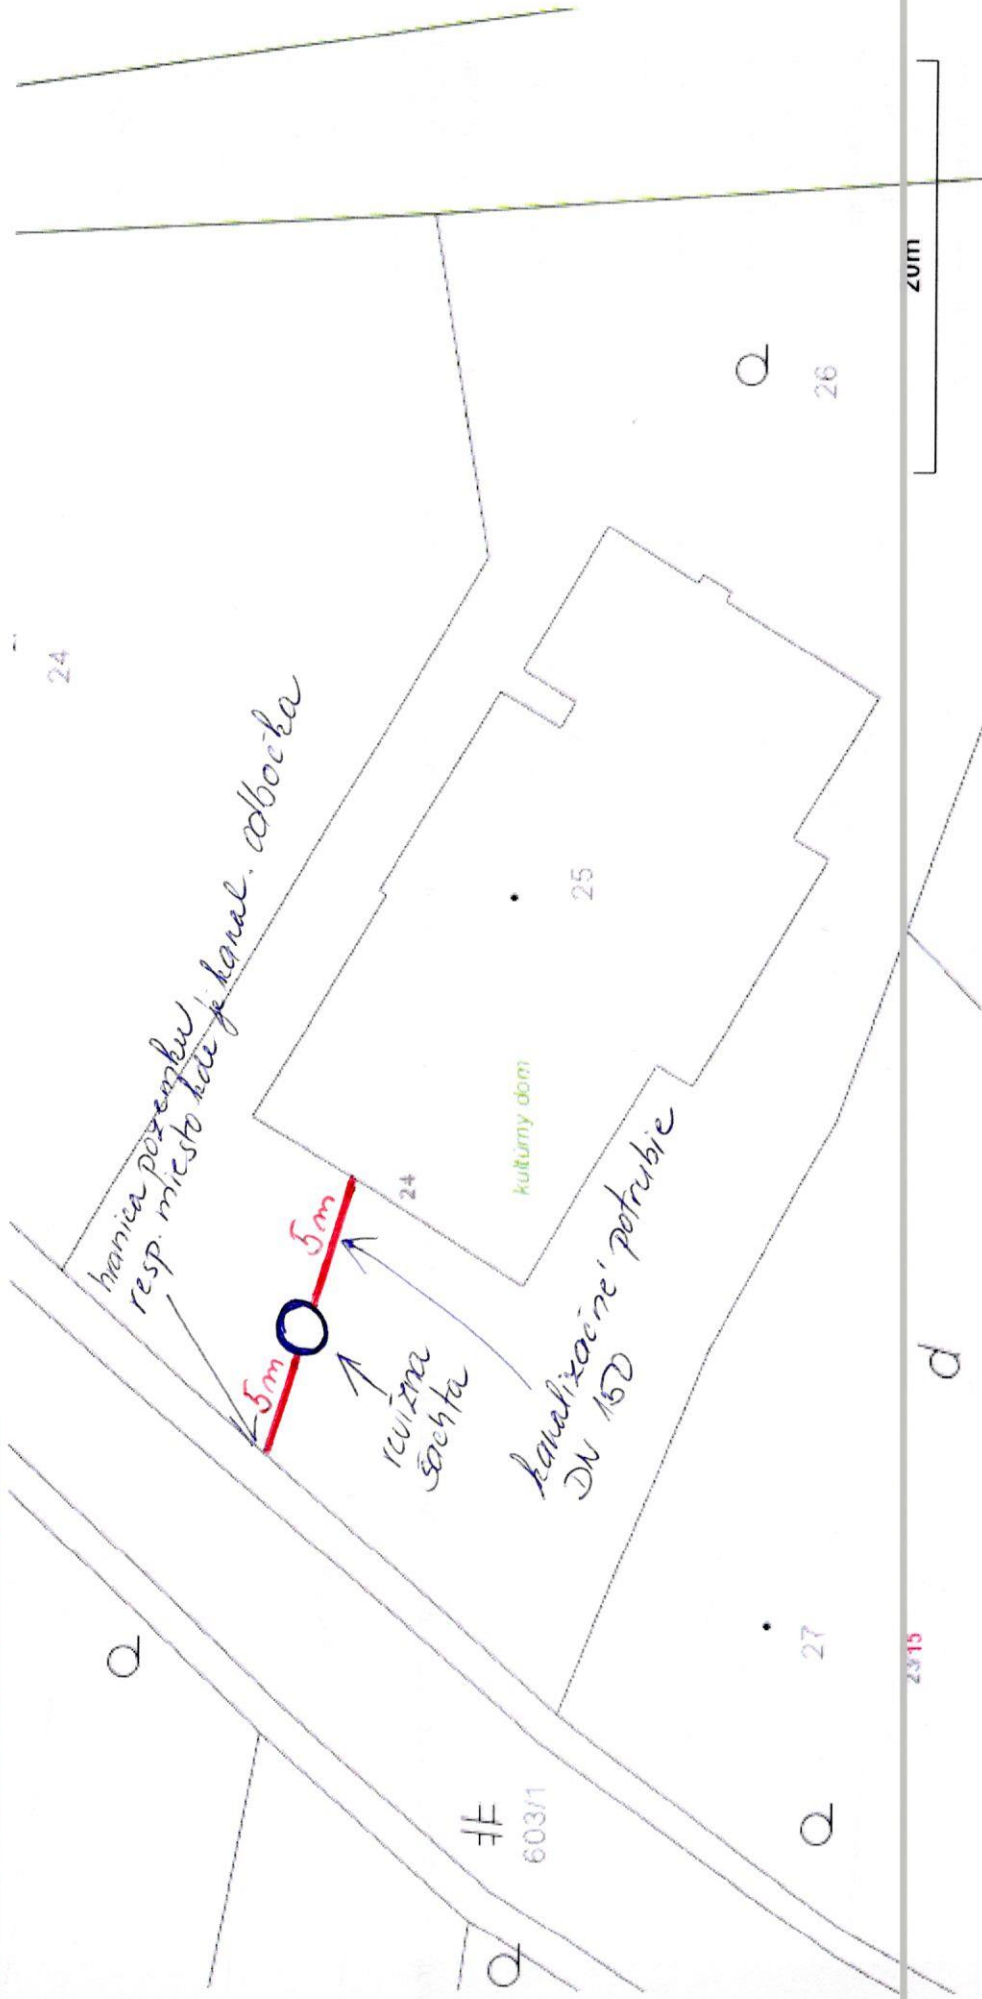 24
hranica pozemku
resp. miesto kde je kanal. odbočka
5m
5m
revízna
šachta
kanalizačné potrubie
DN 150
24
kultúrny dom
25
26
20m
27
603/1
15